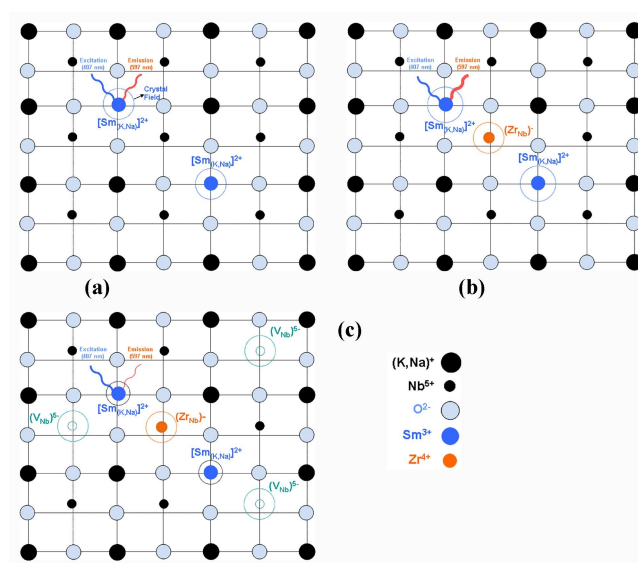 Excitation Emission
(407 nm) (597 nm)
Crystal
Field
[Sm(K,Na)]2+
[Sm(K,Na)]2+
(a)
Excitation Emission
(407 nm) (597 nm)
[Sm(K,Na)]2+
(ZrNb)-
[Sm(K,Na)]2+
(b)
(c)
(VNb)5-
Excitation Emission
(407 nm) (597 nm)
[Sm(K,Na)]2+
(VNb)5-
(ZrNb)-
[Sm(K,Na)]2+
(VNb)5-
(K,Na)+
Nb5+
O2-
Sm3+
Zr4+